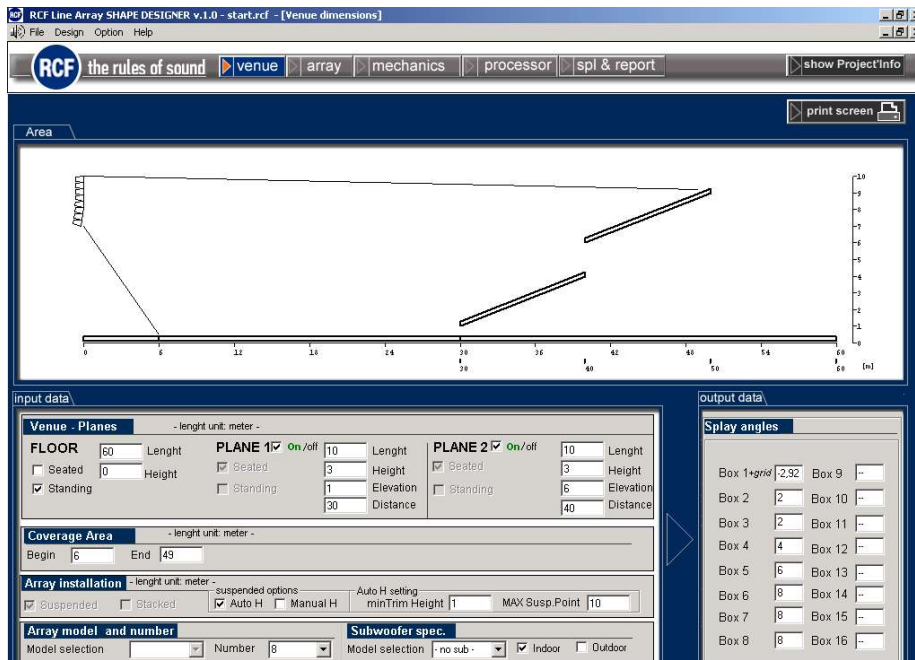 RCF Line Array SHAPE DESIGNER v.1.0 - start.rcf - [Venue dimensions]
File Design Option Help
RCF the rules of sound venue array mechanics processor spl & report show Project'Info
print screen
Area
10
9
8
7
6
5
4
3
2
1
0
0 6 12 18 24 30 36 42 48 54 60
30 40 50 60 [m]
input data
Venue - Planes - lenght unit: meter -
FLOOR 60 Lenght
Seated 0 Height
Standing
PLANE 1 On/off 10 Lenght
Seated 3 Height
Standing 1 Elevation
30 Distance
PLANE 2 On/off 10 Lenght
Seated 3 Height
Standing 6 Elevation
40 Distance
Coverage Area - lenght unit: meter -
Begin 6 End 49
Array installation - lenght unit: meter -
Suspended Stacked
suspended options
Auto H Manual H
Auto H setting
minTrim Height 1 MAX Susp.Point 10
Array model and number
Model selection Number 8
Subwoofer spec.
Model selection - no sub - Indoor Outdoor
output data
Splay angles
Box 1+grid -2,92 Box 9 --
Box 2 2 Box 10 --
Box 3 2 Box 11 --
Box 4 4 Box 12 --
Box 5 6 Box 13 --
Box 6 8 Box 14 --
Box 7 8 Box 15 --
Box 8 8 Box 16 --